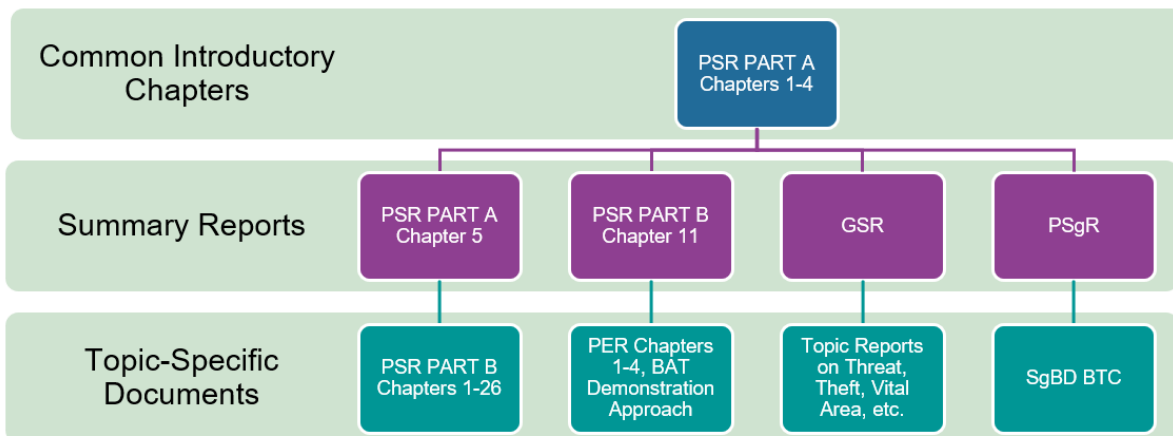 Common Introductory
Chapters
PSR PART A
Chapters 1-4
Summary Reports
PSR PART A
Chapter 5
PSR PART B
Chapter 11
GSR
PSgR
Topic-Specific
Documents
PSR PART B
Chapters 1-26
PER Chapters
1-4, BAT
Demonstration
Approach
Topic Reports
on Threat,
Theft, Vital
Area, etc.
SgBD BTC